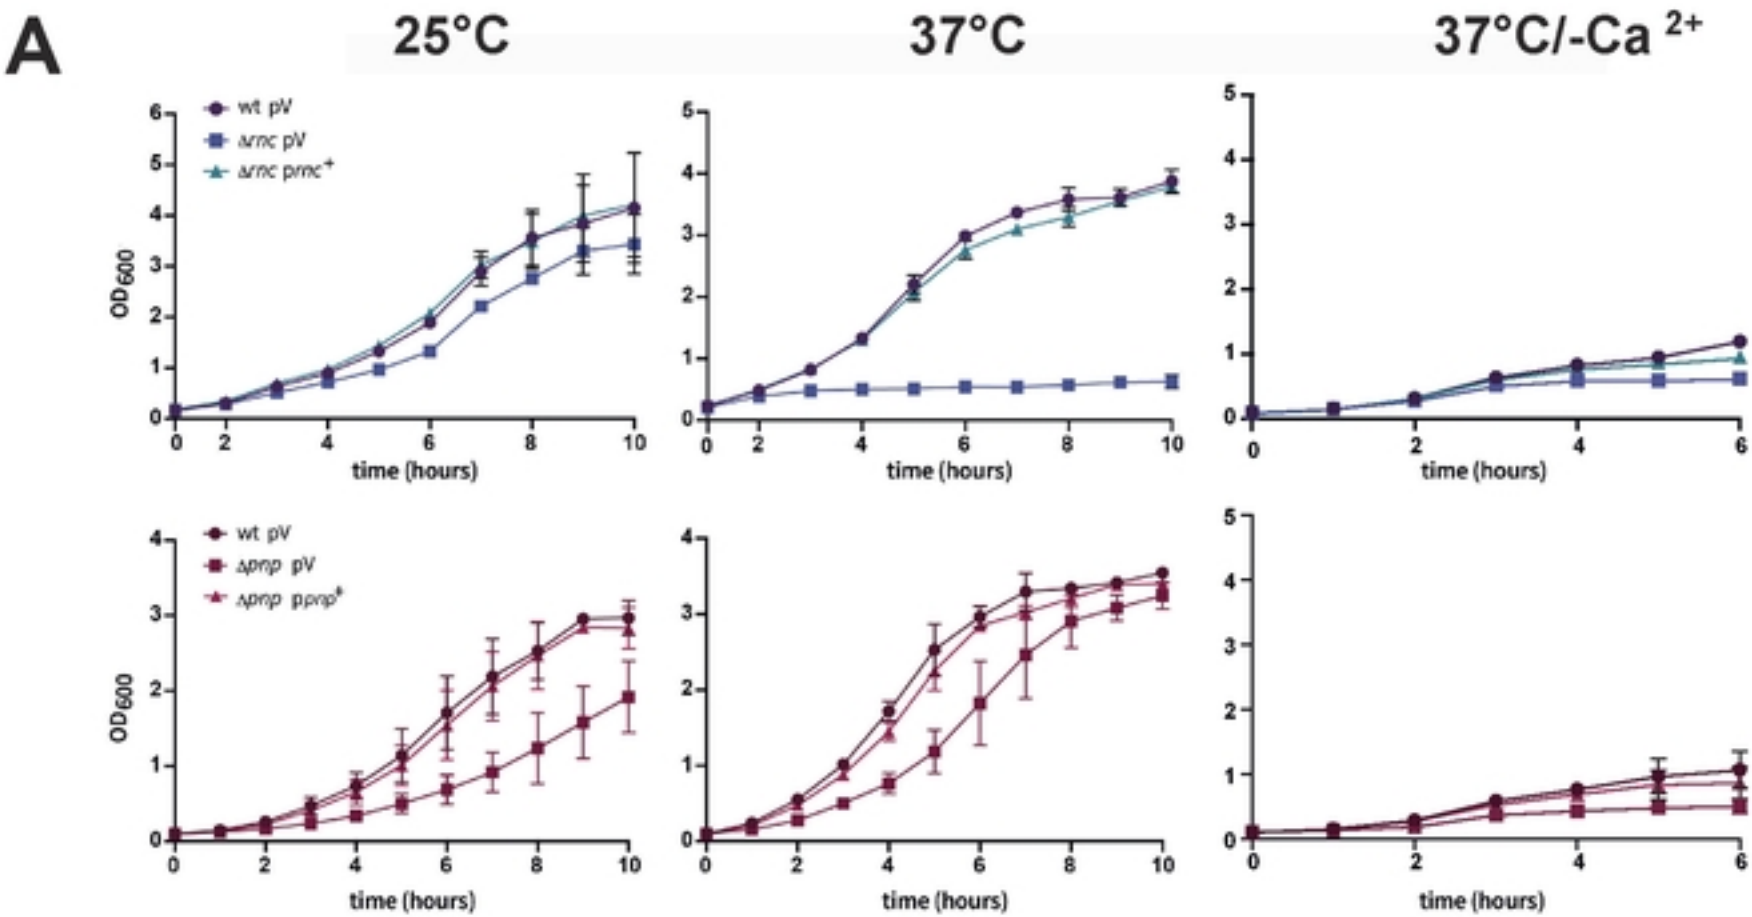 A
25°C
37°C
37°C/-Ca 2+
wt pV
Δrnc pV
Δrnc prnc+
OD600
6
5
4
3
2
1
0
0 2 4 6 8 10
time (hours)
5
4
3
2
1
0
0 2 4 6 8 10
time (hours)
5
4
3
2
1
0
0 2 4 6
time (hours)
wt pV
Δpnp pV
Δpnp ppnp+
OD600
4
3
2
1
0
0 2 4 6 8 10
time (hours)
4
3
2
1
0
0 2 4 6 8 10
time (hours)
5
4
3
2
1
0
0 2 4 6
time (hours)